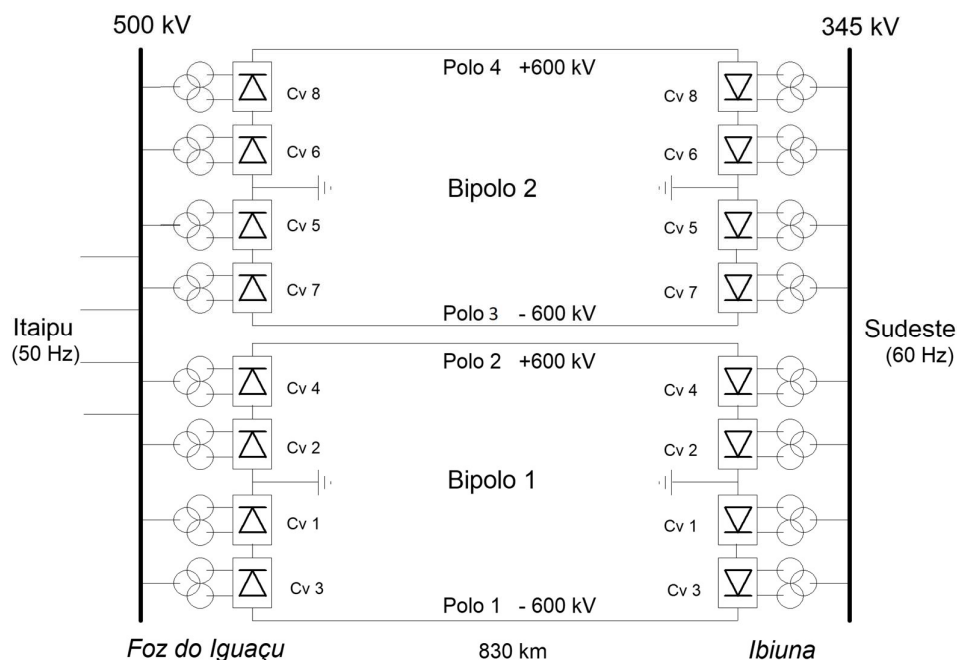 500 kV
345 kV
Polo 4 +600 kV
Cv 8
Cv 8
Cv 6
Cv 6
Bipolo 2
Cv 5
Cv 5
Cv 7
Cv 7
Polo 3 - 600 kV
Itaipu
(50 Hz)
Sudeste
(60 Hz)
Polo 2 +600 kV
Cv 4
Cv 4
Cv 2
Cv 2
Bipolo 1
Cv 1
Cv 1
Cv 3
Cv 3
Polo 1 - 600 kV
Foz do Iguaçu
830 km
Ibiuna